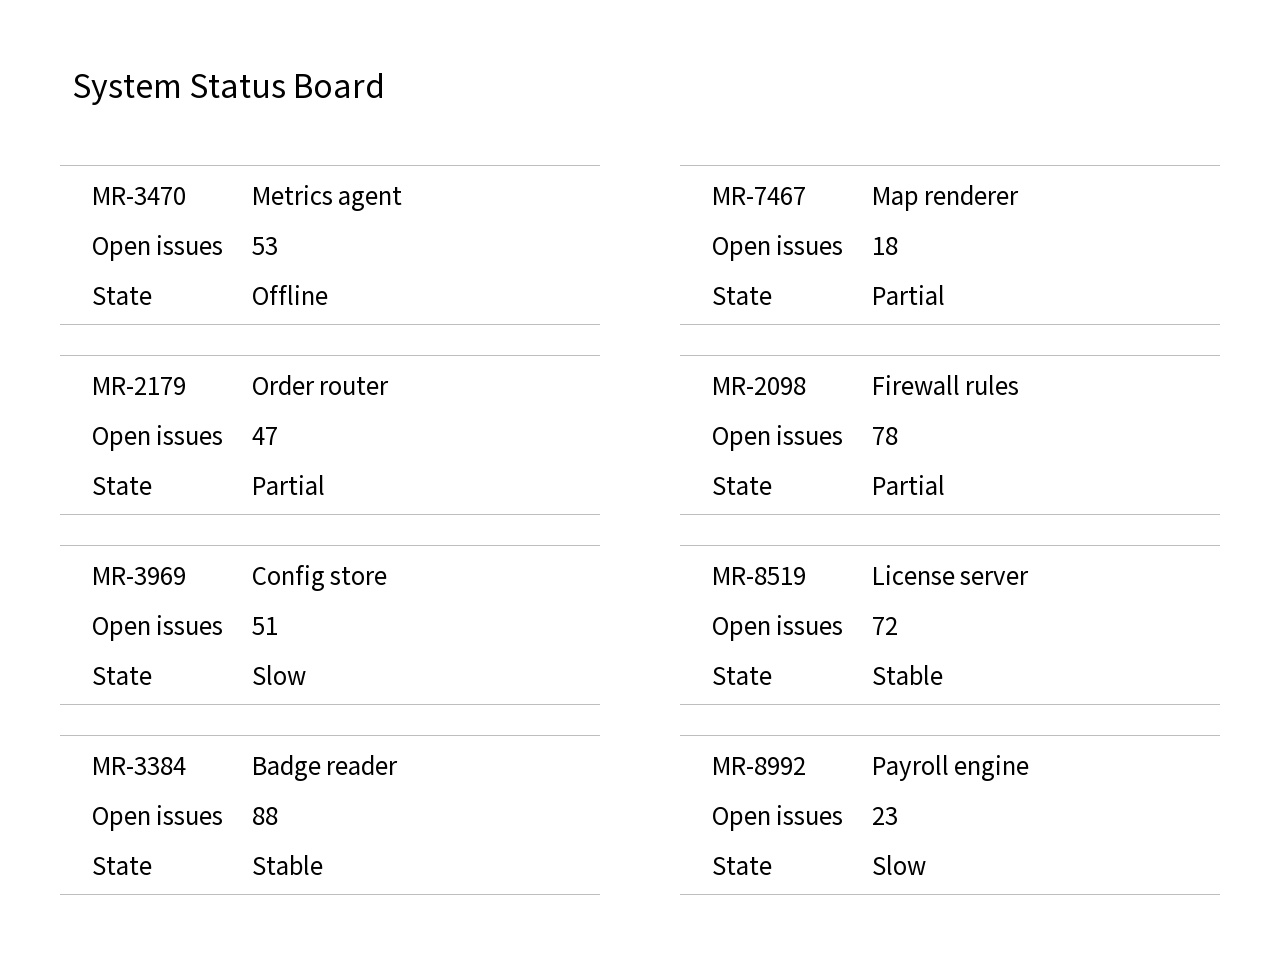 System Status Board
MR-3470 Metrics agent
Open issues 53
State Offline
MR-2179 Order router
Open issues 47
State Partial
MR-3969 Config store
Open issues 51
State Slow
MR-3384 Badge reader
Open issues 88
State Stable
MR-7467 Map renderer
Open issues 18
State Partial
MR-2098 Firewall rules
Open issues 78
State Partial
MR-8519 License server
Open issues 72
State Stable
MR-8992 Payroll engine
Open issues 23
State Slow